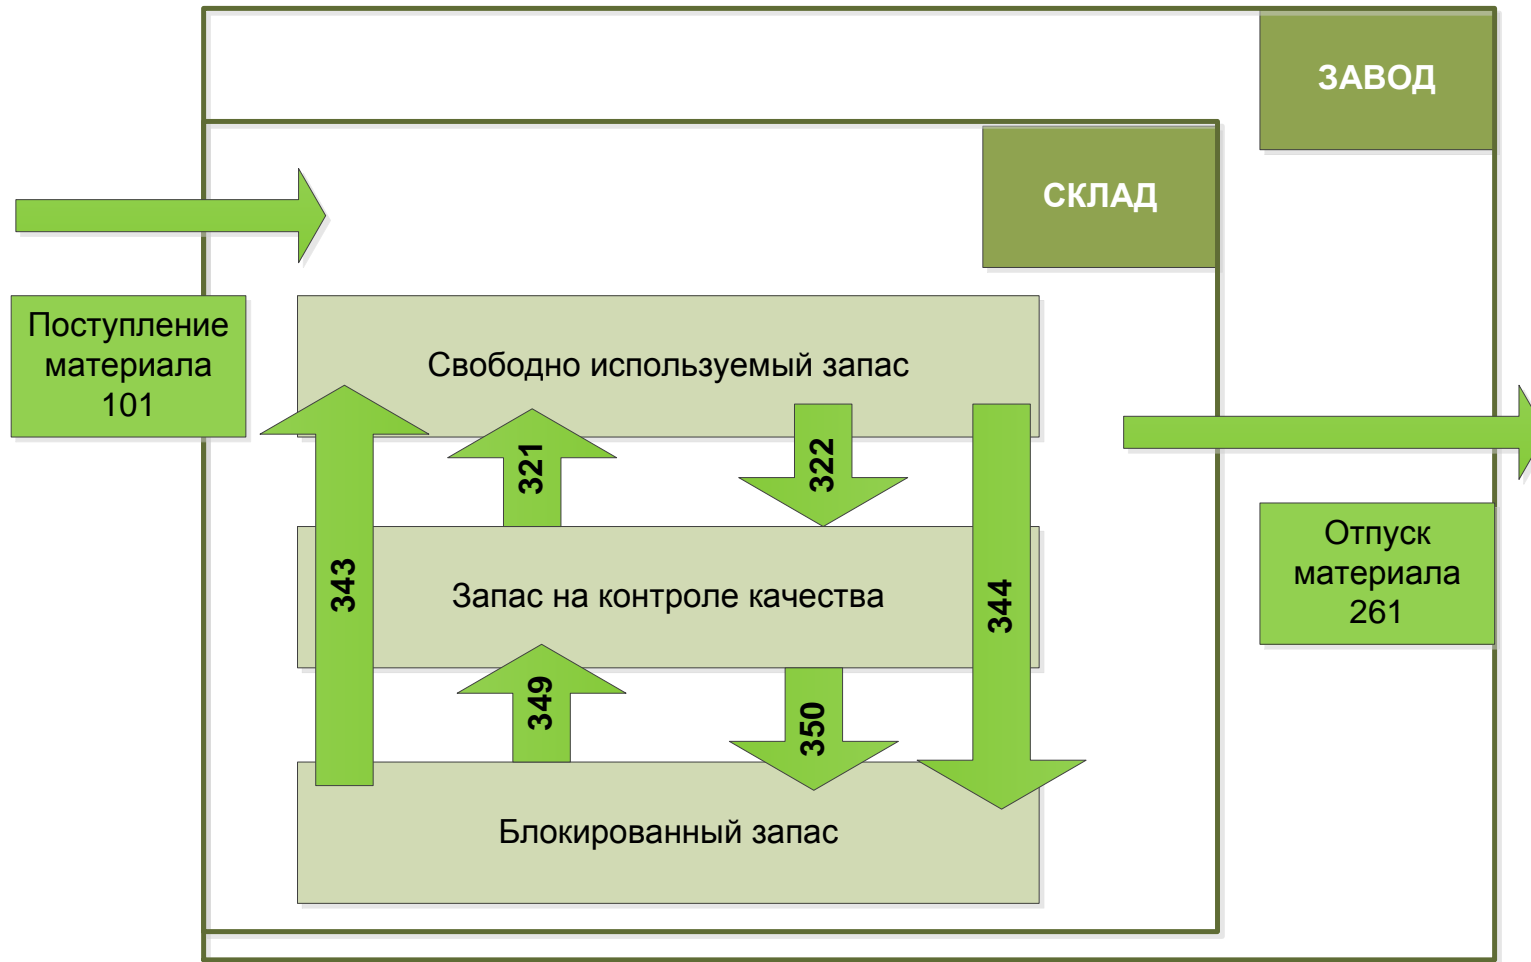 ЗАВОД
СКЛАД
Поступление
материала
101
Свободно используемый запас
321
322
Запас на контроле качества
343
344
Отпуск
материала
261
349
350
Блокированный запас